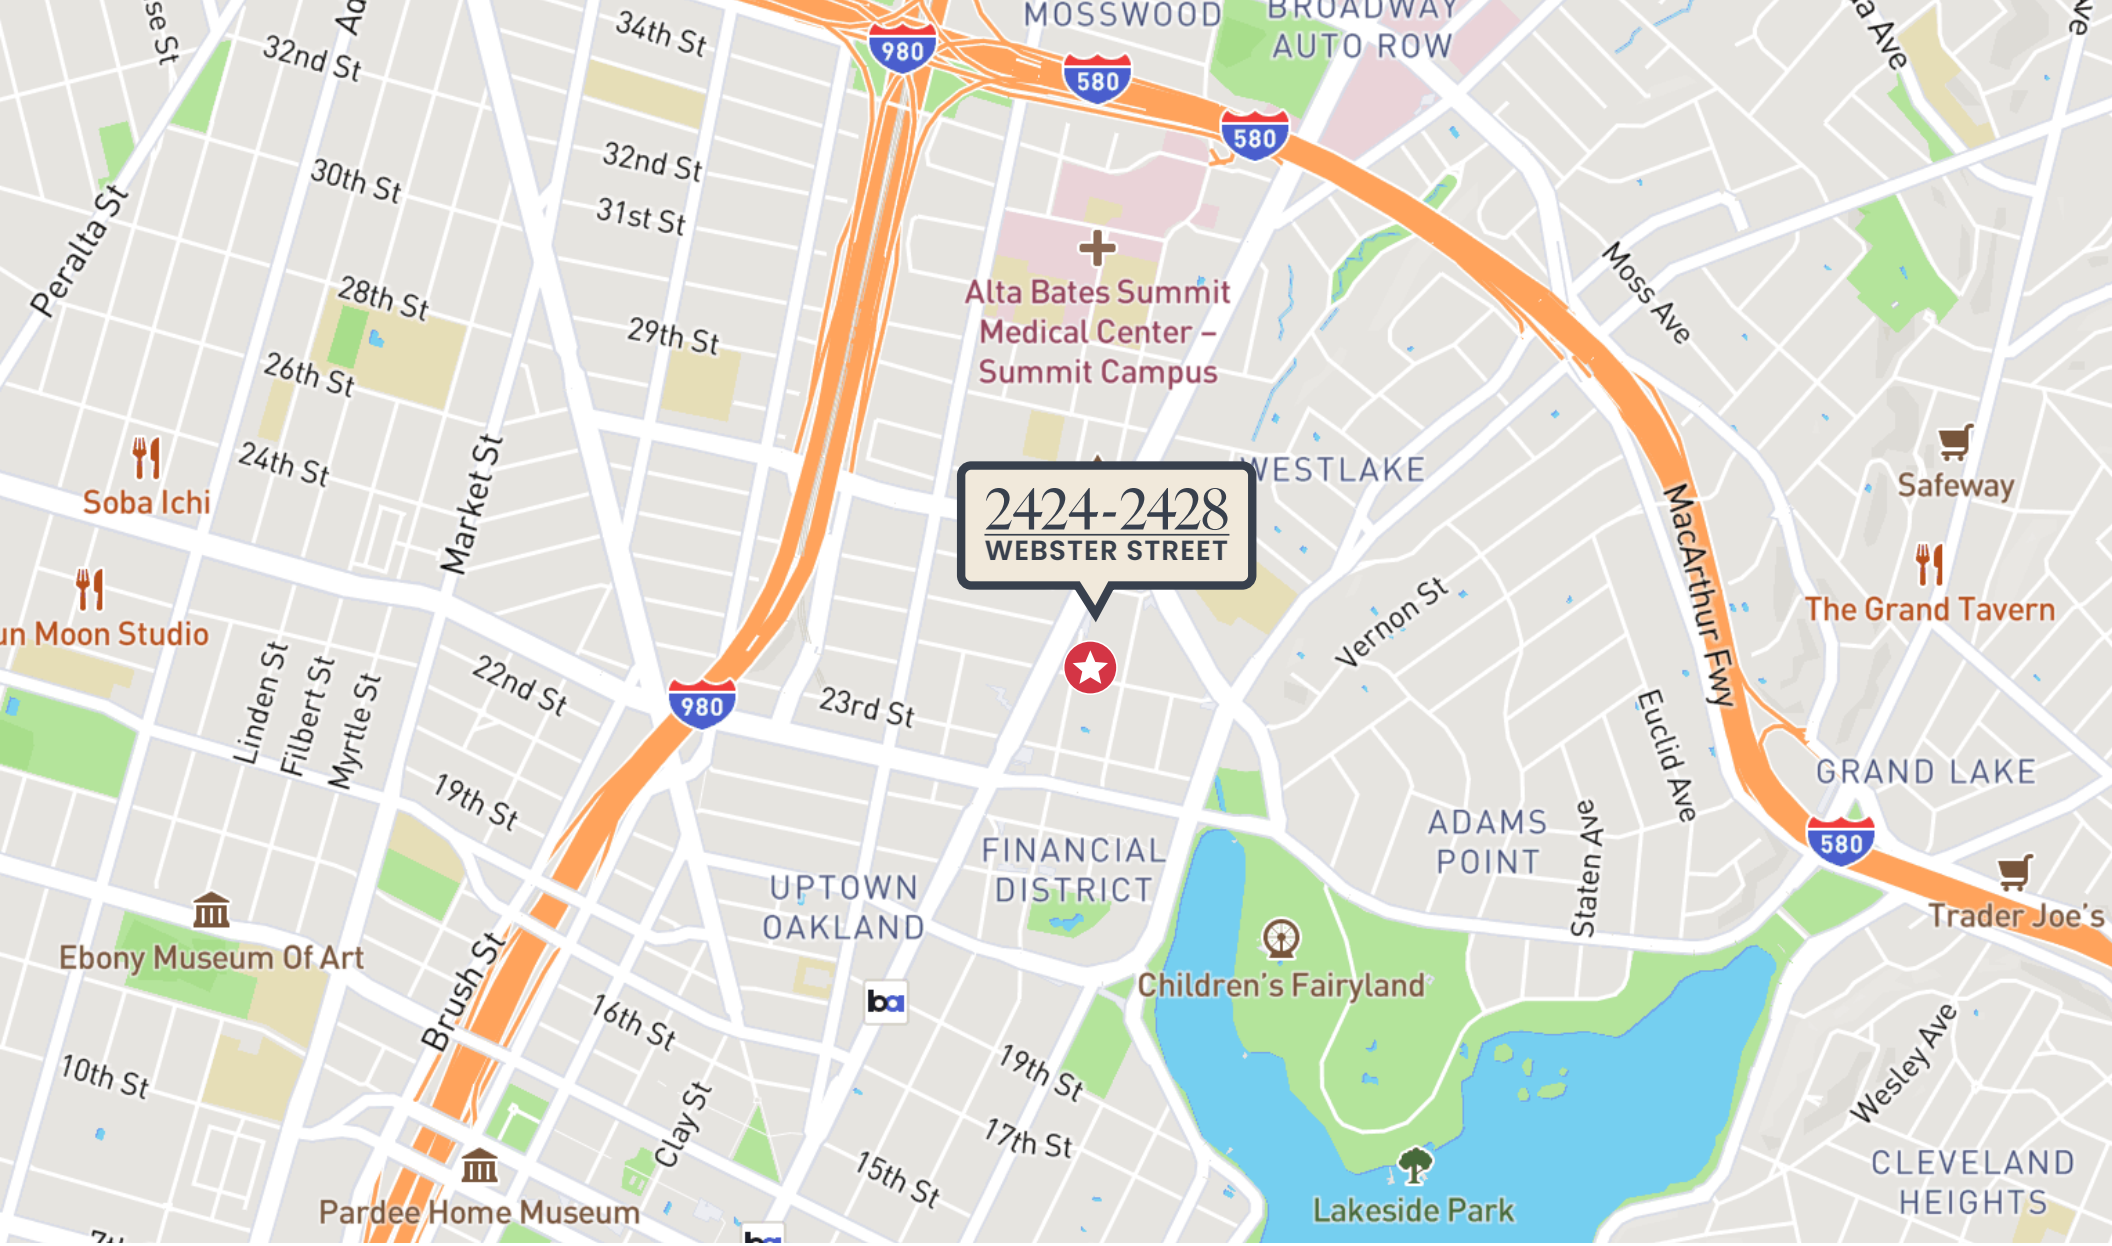 MOSSWOOD
BROADWAY
AUTO ROW
34th St
32nd St
980
580
580
30th St
32nd St
31st St
Peralta St
28th St
29th St
26th St
24th St
Alta Bates Summit
Medical Center –
Summit Campus
Moss Ave
Soba Ichi
Market St
WESTLAKE
Safeway
2424-2428
WEBSTER STREET
MacArthur Fwy
The Grand Tavern
Vernon St
un Moon Studio
Linden St
Filbert St
Myrtle St
22nd St
980
23rd St
Euclid Ave
GRAND LAKE
19th St
FINANCIAL
DISTRICT
ADAMS
POINT
Staten Ave
580
UPTOWN
OAKLAND
Trader Joe's
Ebony Museum Of Art
Brush St
Children's Fairyland
ba
16th St
19th St
Wesley Ave
10th St
Clay St
17th St
15th St
CLEVELAND
HEIGHTS
Pardee Home Museum
Lakeside Park